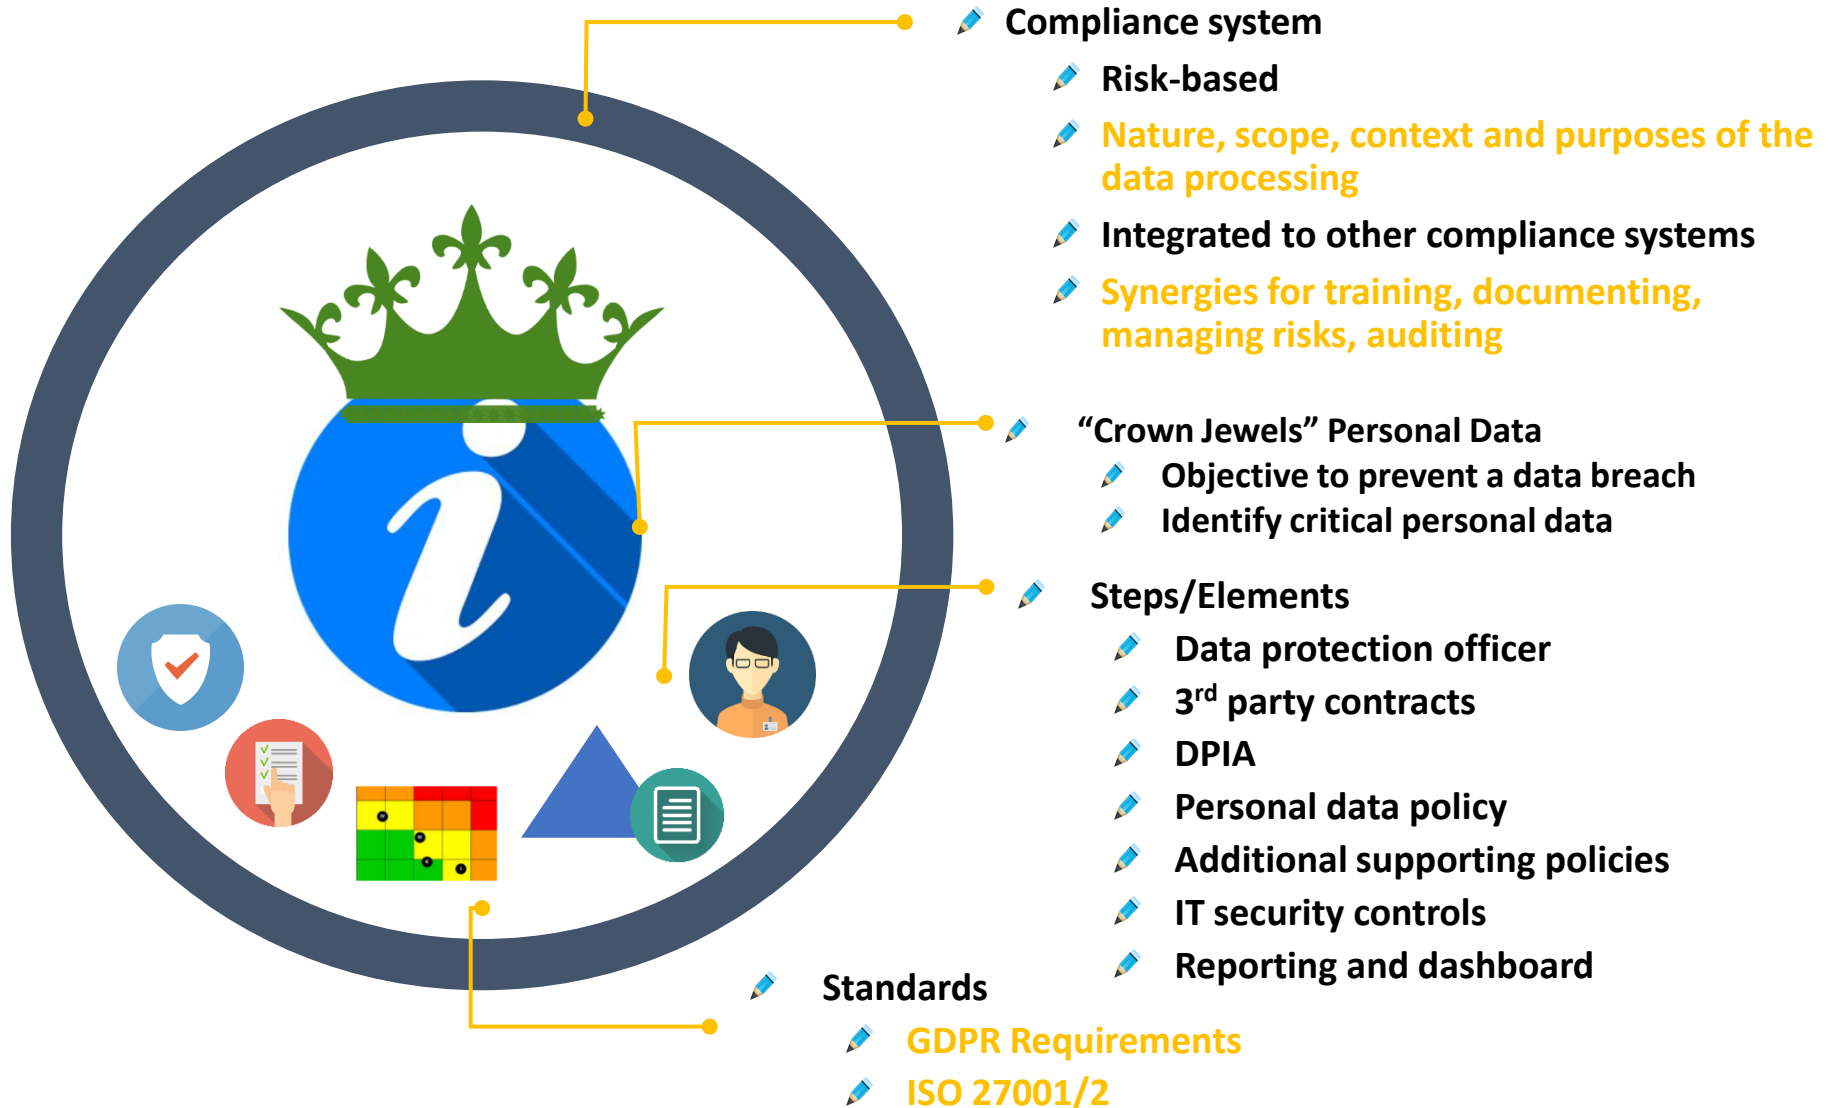 Compliance system
Risk-based
Nature, scope, context and purposes of the
data processing
Integrated to other compliance systems
Synergies for training, documenting,
managing risks, auditing
“Crown Jewels” Personal Data
Objective to prevent a data breach
Identify critical personal data
Steps/Elements
Data protection officer
3rd party contracts
DPIA
Personal data policy
Additional supporting policies
IT security controls
Reporting and dashboard
Standards
GDPR Requirements
ISO 27001/2